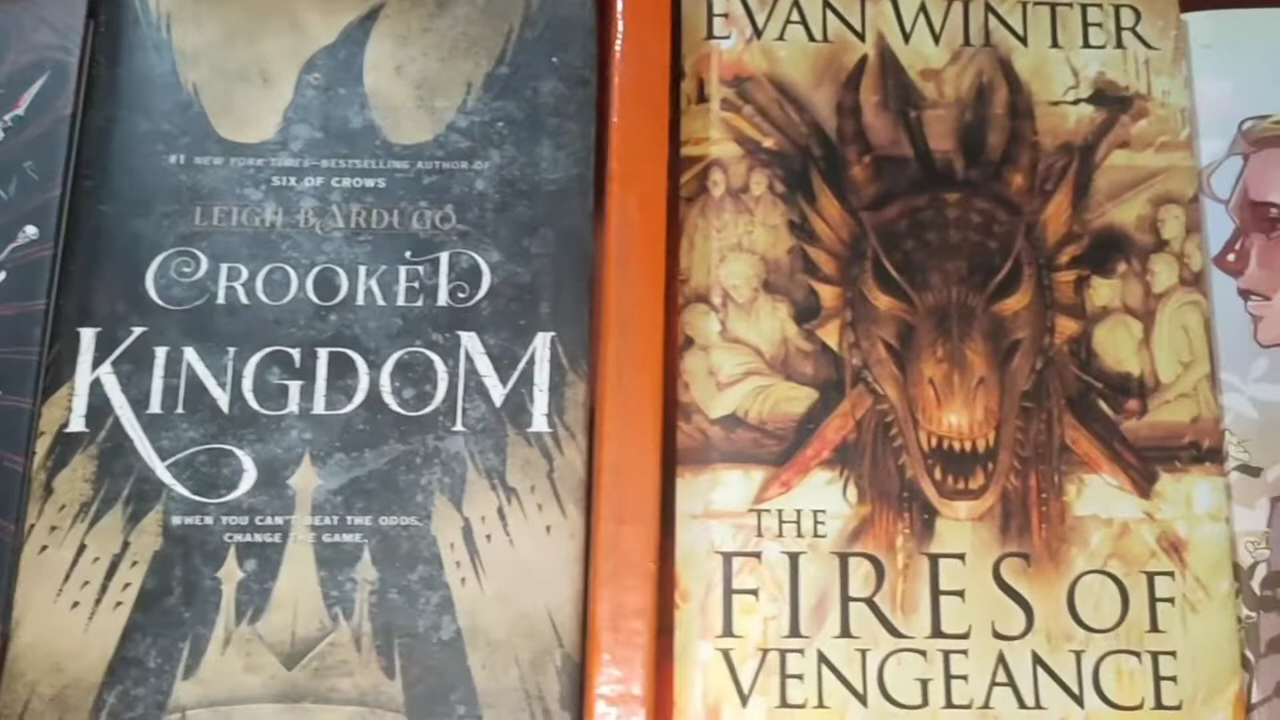 #1 NEW YORK TIMES–BESTSELLING AUTHOR OF
SIX OF CROWS
LEIGH BARDUGO
CROOKED
KINGDOM
WHEN YOU CAN'T BEAT THE ODDS,
CHANGE THE GAME.
EVAN WINTER
THE
FIRES OF
VENGEANCE